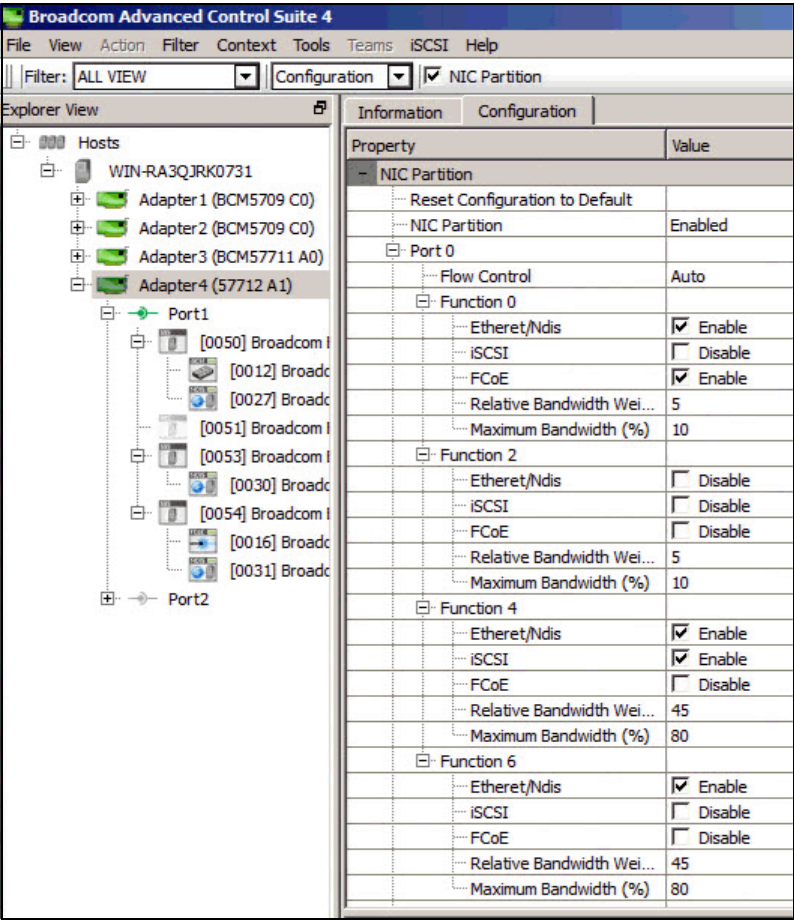 Broadcom Advanced Control Suite 4
File View Action Filter Context Tools Teams iSCSI Help
Filter: ALL VIEW Configuration NIC Partition
Explorer View
Hosts
WIN-RA3QJRK0731
Adapter1 (BCM5709 C0)
Adapter2 (BCM5709 C0)
Adapter3 (BCM57711 A0)
Adapter4 (57712 A1)
Port1
[0050] Broadcom
[0012] Broadc
[0027] Broadc
[0051] Broadcom
[0053] Broadcom
[0030] Broadc
[0054] Broadcom
[0016] Broadc
[0031] Broadc
Port2
Information Configuration
Property Value
NIC Partition
Reset Configuration to Default
NIC Partition Enabled
Port 0
Flow Control Auto
Function 0
Etheret/Ndis Enable
iSCSI Disable
FCoE Enable
Relative Bandwidth Wei... 5
Maximum Bandwidth (%) 10
Function 2
Etheret/Ndis Disable
iSCSI Disable
FCoE Disable
Relative Bandwidth Wei... 5
Maximum Bandwidth (%) 10
Function 4
Etheret/Ndis Enable
iSCSI Enable
FCoE Disable
Relative Bandwidth Wei... 45
Maximum Bandwidth (%) 80
Function 6
Etheret/Ndis Enable
iSCSI Disable
FCoE Disable
Relative Bandwidth Wei... 45
Maximum Bandwidth (%) 80